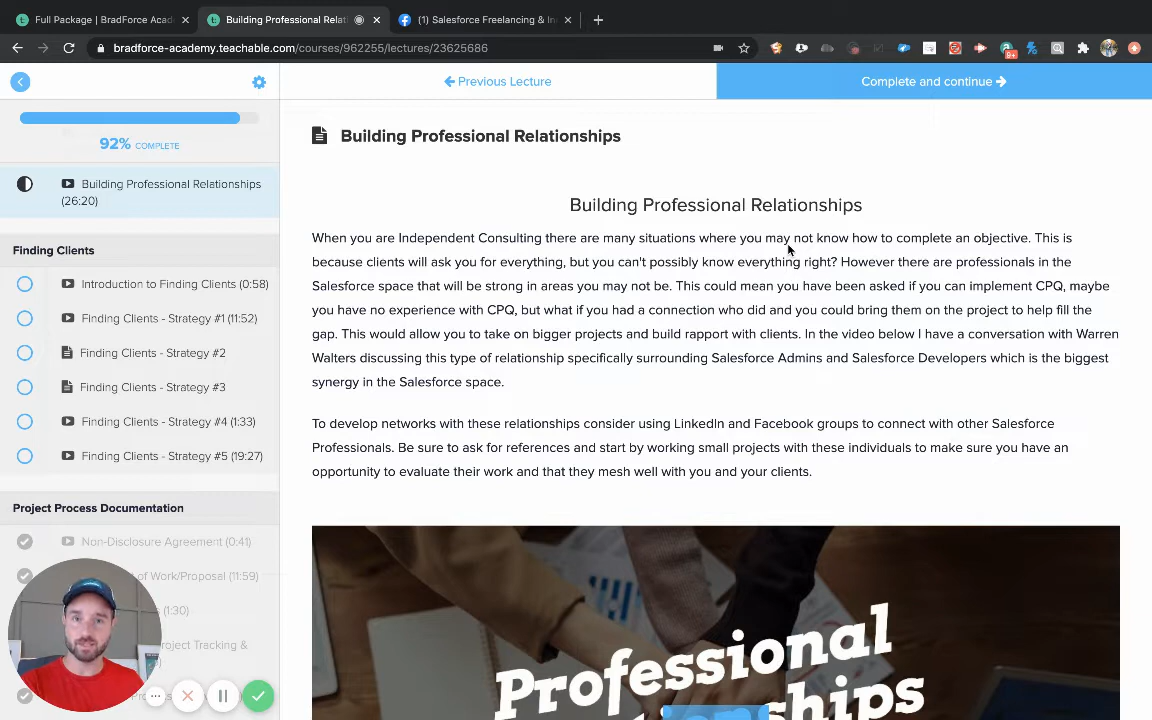 Full Package | BradForce Aca
Building Professional Relati
(1) Salesforce Freelancing & In
bradforce-academy.teachable.com/courses/962255/lectures/23625686
9+
Previous Lecture
Complete and continue
92% COMPLETE
Building Professional Relationships
(26:20)
Finding Clients
Introduction to Finding Clients (0:58)
Finding Clients - Strategy #1 (11:52)
Finding Clients - Strategy #2
Finding Clients - Strategy #3
Finding Clients - Strategy #4 (1:33)
Finding Clients - Strategy #5 (19:27)
Project Process Documentation
Non-Disclosure Agreement (0:41)
of Work/Proposal (11:59)
(1:30)
roject Tracking &
Building Professional Relationships
Building Professional Relationships
When you are Independent Consulting there are many situations where you may not know how to complete an objective. This is
because clients will ask you for everything, but you can't possibly know everything right? However there are professionals in the
Salesforce space that will be strong in areas you may not be. This could mean you have been asked if you can implement CPQ, maybe
you have no experience with CPQ, but what if you had a connection who did and you could bring them on the project to help fill the
gap. This would allow you to take on bigger projects and build rapport with clients. In the video below I have a conversation with Warren
Walters discussing this type of relationship specifically surrounding Salesforce Admins and Salesforce Developers which is the biggest
synergy in the Salesforce space.
To develop networks with these relationships consider using LinkedIn and Facebook groups to connect with other Salesforce
Professionals. Be sure to ask for references and start by working small projects with these individuals to make sure you have an
opportunity to evaluate their work and that they mesh well with you and your clients.
Professional